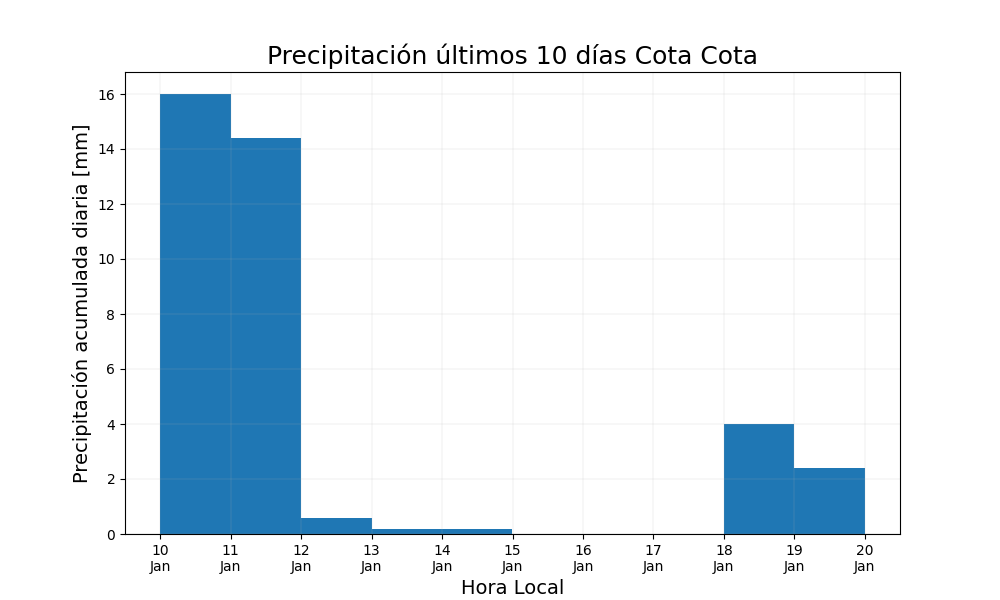 Precipitación últimos 10 días Cota Cota
Precipitación acumulada diaria [mm]
16
14
12
10
8
6
4
2
0
10 11 12 13 14 15 16 17 18 19 20
Jan Jan Jan Jan Jan Jan Jan Jan Jan Jan Jan
Hora Local